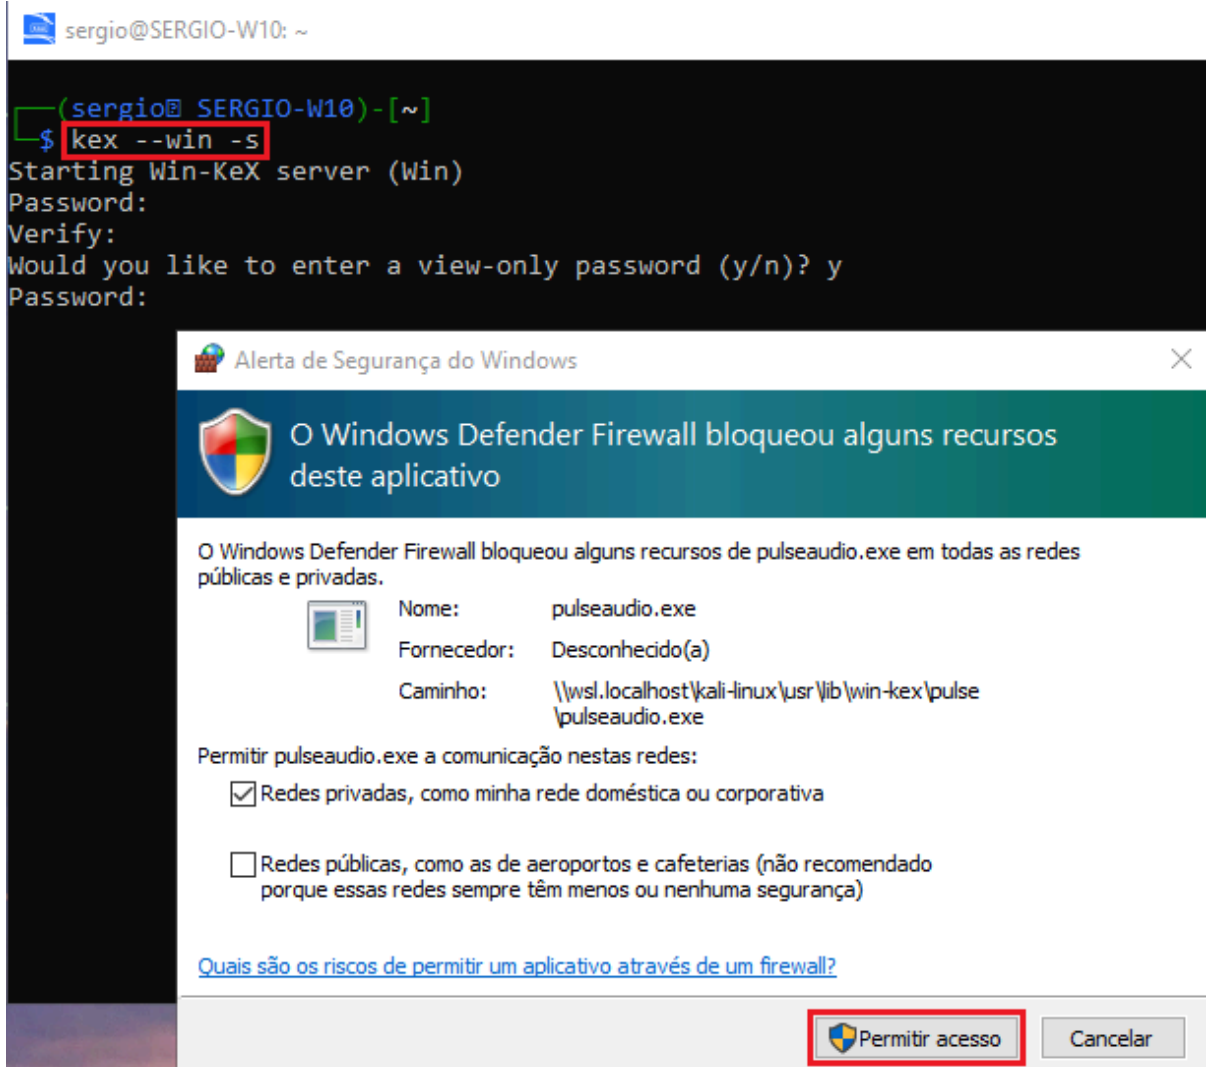 sergio@SERGIO-W10: ~
(sergio㉿ SERGIO-W10)-[~]
$ kex --win -s
Starting Win-KeX server (Win)
Password:
Verify:
Would you like to enter a view-only password (y/n)? y
Password:
Alerta de Segurança do Windows
O Windows Defender Firewall bloqueou alguns recursos
deste aplicativo
O Windows Defender Firewall bloqueou alguns recursos de pulseaudio.exe em todas as redes
públicas e privadas.
Nome: pulseaudio.exe
Fornecedor: Desconhecido(a)
Caminho: \\wsl.localhost\kali-linux\usr\lib\win-kex\pulse
\pulseaudio.exe
Permitir pulseaudio.exe a comunicação nestas redes:
Redes privadas, como minha rede doméstica ou corporativa
Redes públicas, como as de aeroportos e cafeterias (não recomendado
porque essas redes sempre têm menos ou nenhuma segurança)
Quais são os riscos de permitir um aplicativo através de um firewall?
Permitir acesso Cancelar